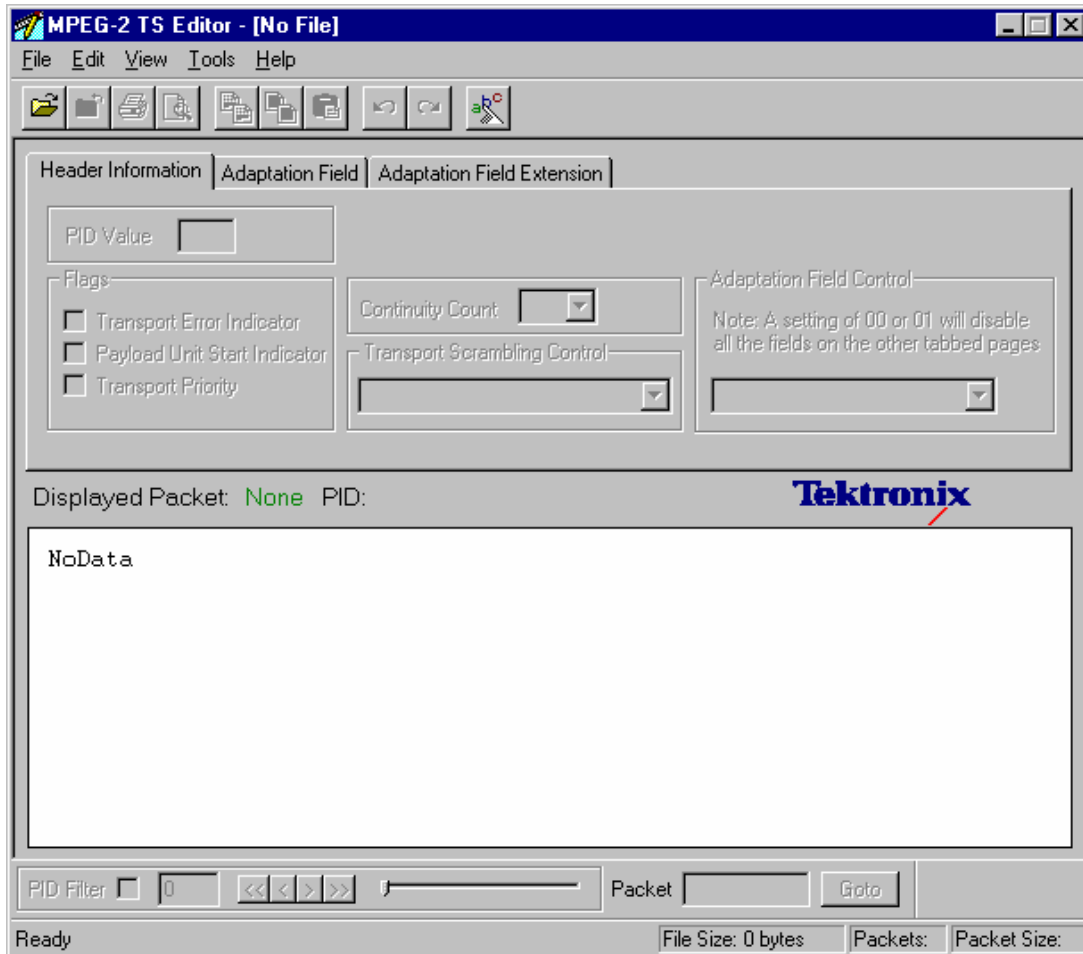 MPEG-2 TS Editor - [No File]
File Edit View Tools Help
abc
Header Information Adaptation Field Adaptation Field Extension
PID Value
Flags
Transport Error Indicator
Payload Unit Start Indicator
Transport Priority
Continuity Count
Transport Scrambling Control
Adaptation Field Control
Note: A setting of 00 or 01 will disable
all the fields on the other tabbed pages
Displayed Packet: None PID:
Tektronix
NoData
PID Filter 0 << < > >> Packet Goto
Ready File Size: 0 bytes Packets: Packet Size: